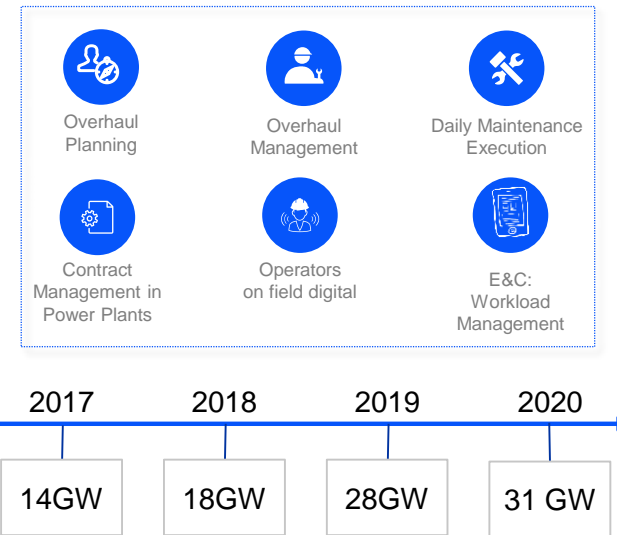 Overhaul
Planning
Overhaul
Management
Daily Maintenance
Execution
Contract
Management in
Power Plants
Operators
on field digital
E&C:
Workload
Management
2017
2018
2019
2020
14GW
18GW
28GW
31 GW